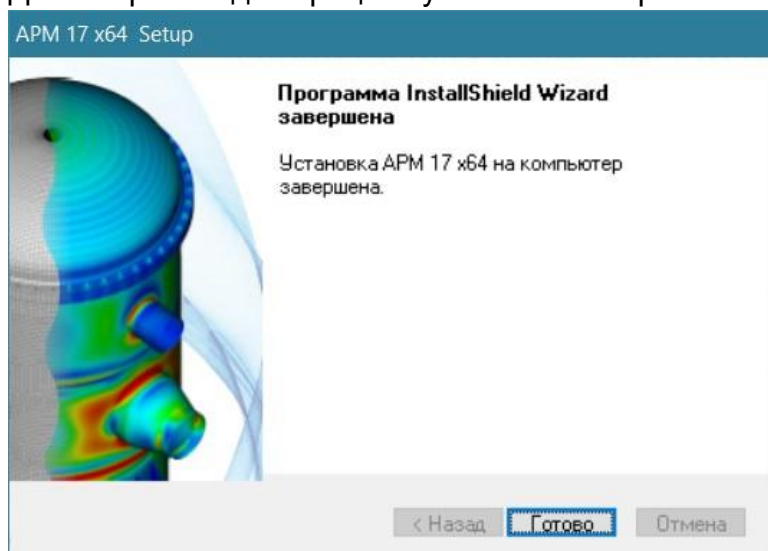 APM 17 x64 Setup
Программа InstallShield Wizard
завершена
Установка APM 17 x64 на компьютер
завершена.
< Назад
Готово
Отмена